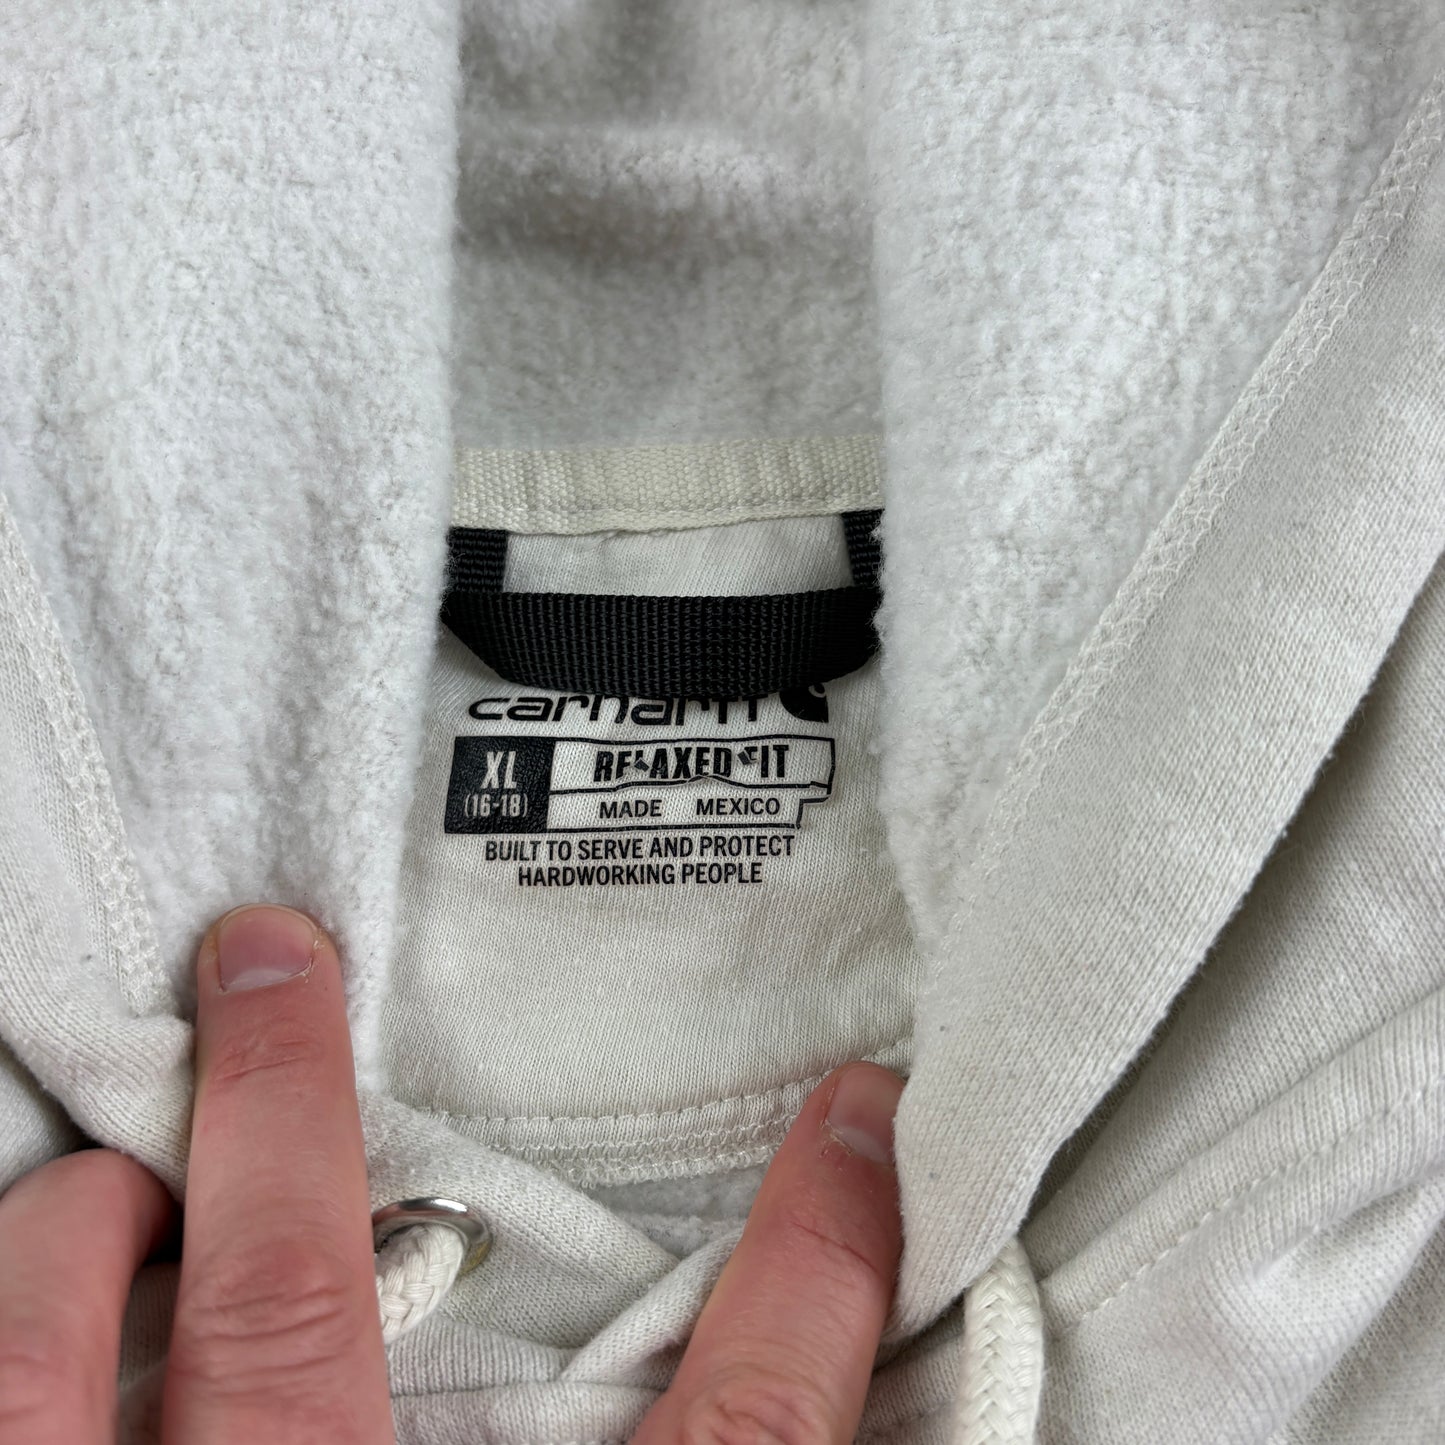 carhartt
XL
(16-18)
RELAXED FIT
MADE MEXICO
BUILT TO SERVE AND PROTECT
HARDWORKING PEOPLE